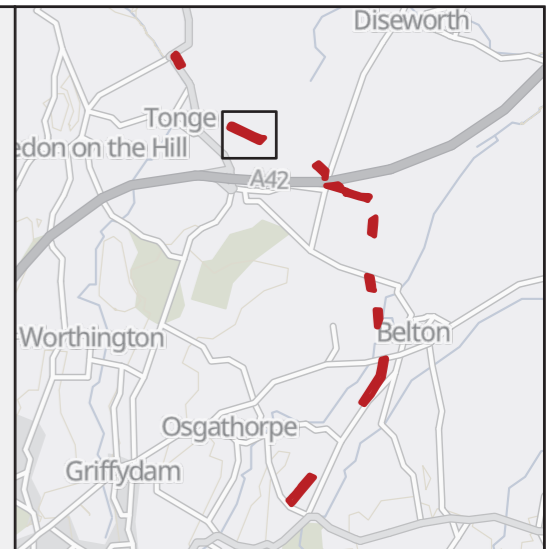 Diseworth
Tonge
edon on the Hill
A42
Worthington
Belton
Osgathorpe
Griffydam